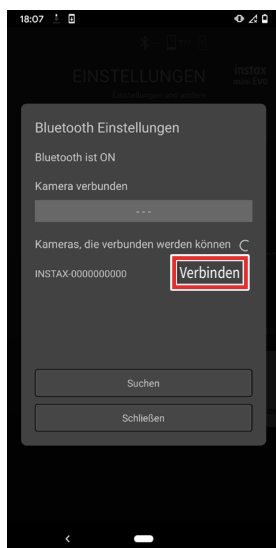 18:07
EINSTELLUNGEN
instax
mini Evo
Bluetooth Einstellungen
Bluetooth ist ON
Kamera verbunden
---
Kameras, die verbunden werden können
INSTAX-0000000000
Verbinden
Suchen
Schließen